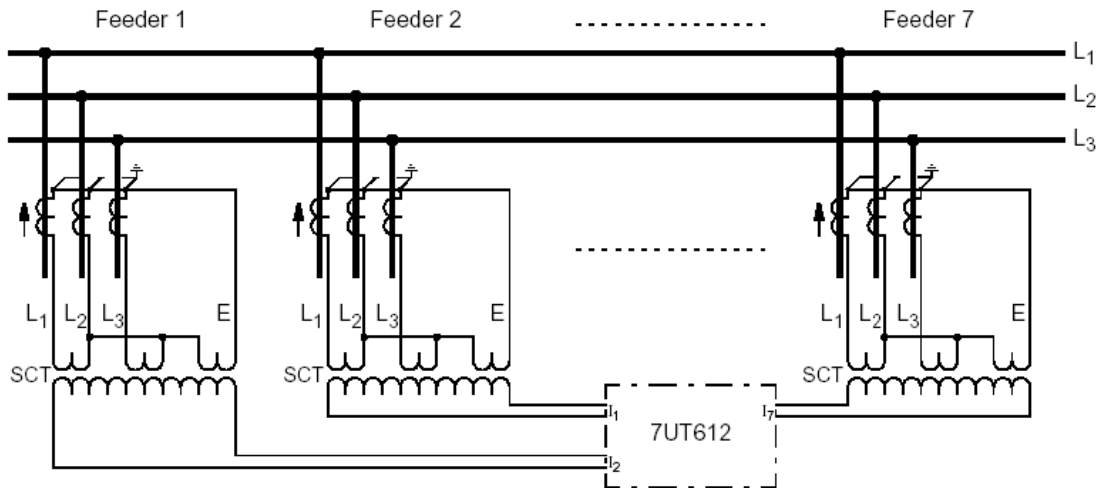 Feeder 1 Feeder 2 Feeder 7
L1
L2
L3
L1 L2 L3 E L1 L2 L3 E L1 L2 L3 E
SCT SCT SCT
I1 7UT612 I7
I2